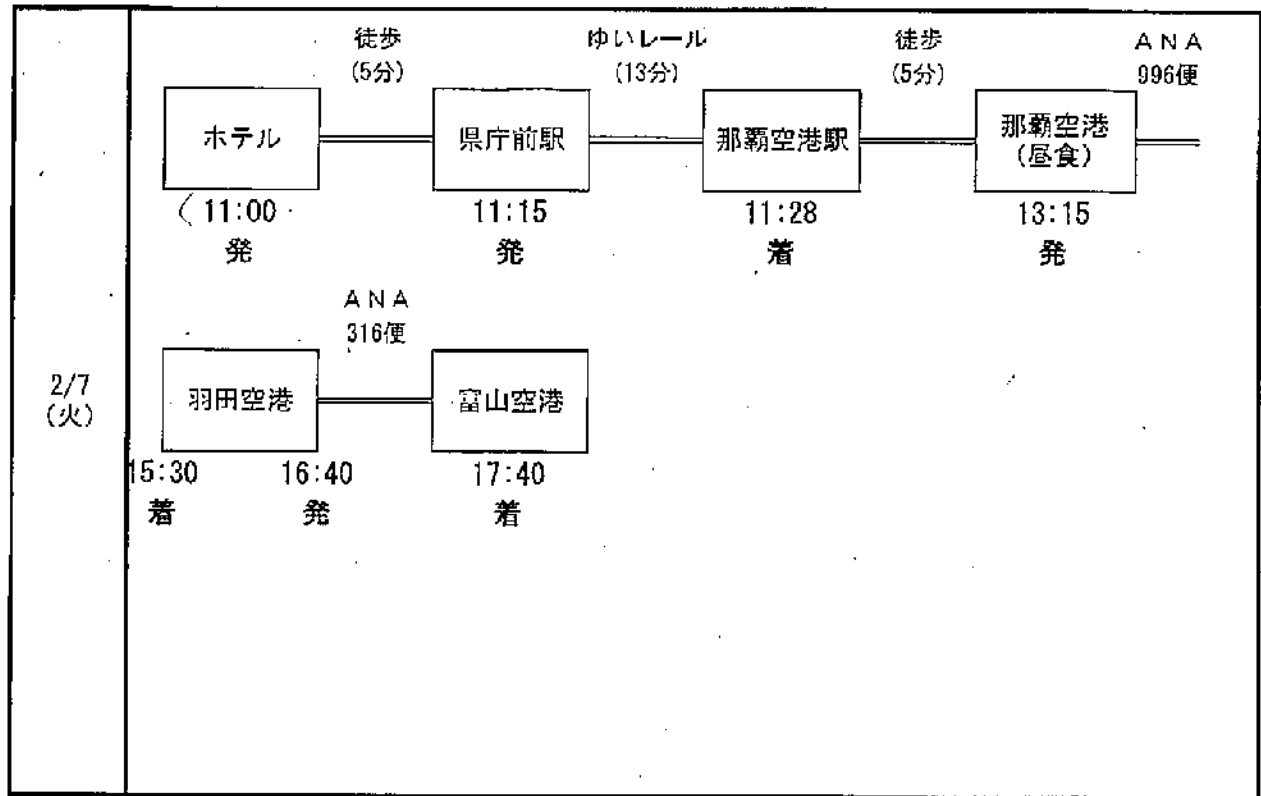 徒歩 ゆいレール 徒歩 ANA
(5分) (13分) (5分) 996便
ホテル 県庁前駅 那覇空港駅 那覇空港
(昼食)
11:00 11:15 11:28 13:15
発 発 着 発
ANA
316便
2/7
(火)
羽田空港 富山空港
15:30 16:40 17:40
着 発 着